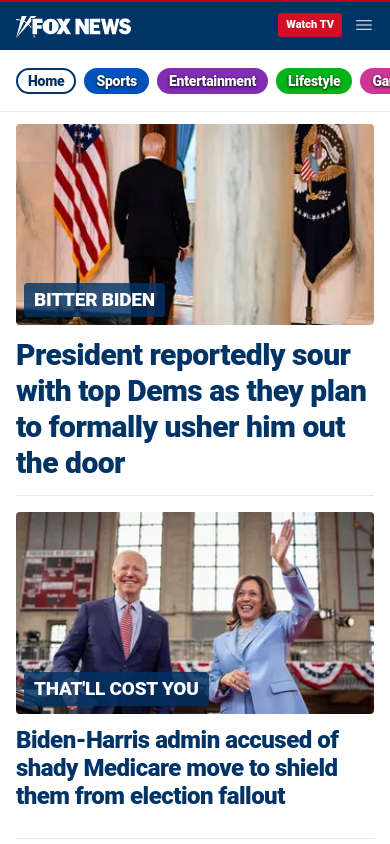 FOX NEWS
Watch TV
Home
Sports
Entertainment
Lifestyle
BITTER BIDEN
President reportedly sour
with top Dems as they plan
to formally usher him out
the door
THAT'LL COST YOU
Biden-Harris admin accused of
shady Medicare move to shield
them from election fallout